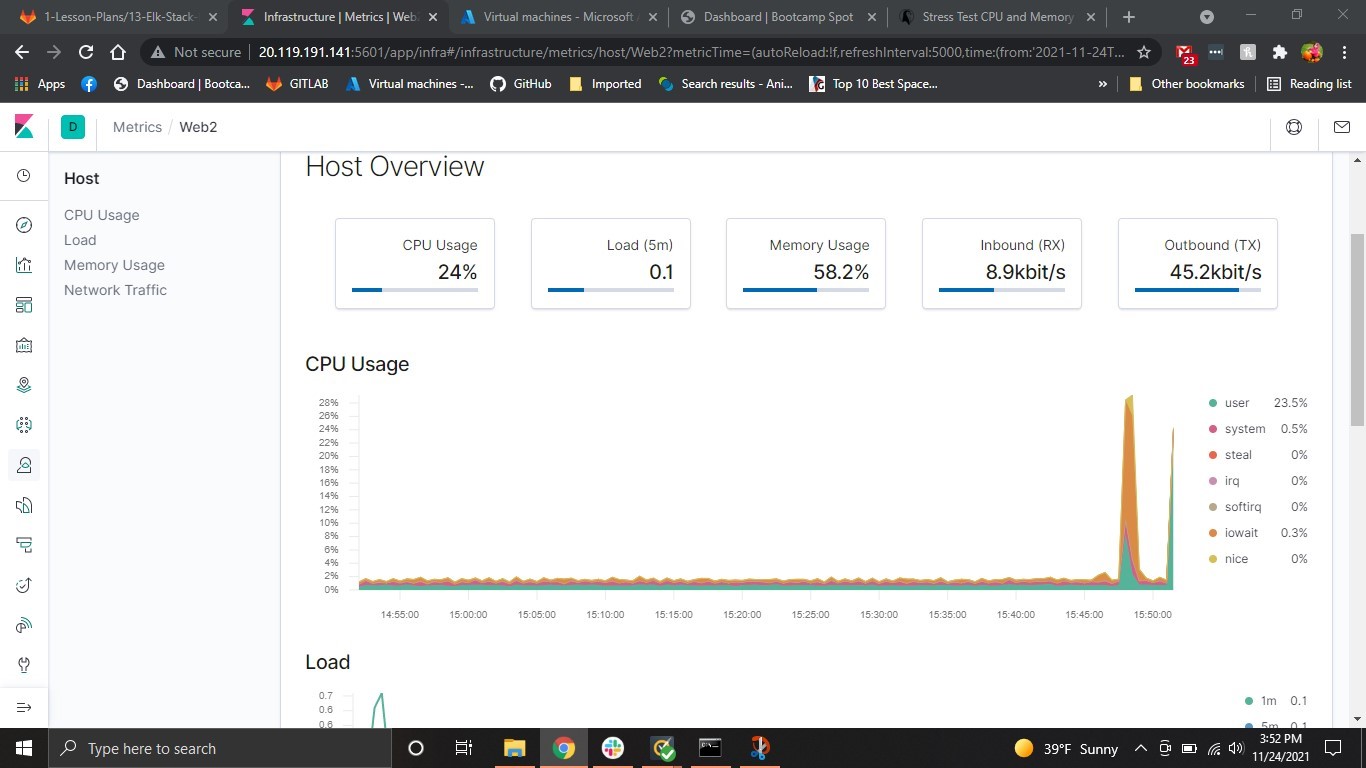 1-Lesson-Plans/13-Elk-Stack-
Infrastructure | Metrics | Web2
Virtual machines - Microsoft A
Dashboard | Bootcamp Spot
Stress Test CPU and Memory
Not secure
20.119.191.141:5601/app/infra#/infrastructure/metrics/host/Web2?metricTime=(autoReload:!f,refreshInterval:5000,time:(from:'2021-11-24T...
23
Apps
Dashboard | Bootca...
GITLAB
Virtual machines -...
GitHub
Imported
Search results - Ani...
Top 10 Best Space...
»
Other bookmarks
Reading list
D
Metrics / Web2
Host
CPU Usage
Load
Memory Usage
Network Traffic
Host Overview
CPU Usage
24%
Load (5m)
0.1
Memory Usage
58.2%
Inbound (RX)
8.9kbit/s
Outbound (TX)
45.2kbit/s
CPU Usage
28%
26%
24%
22%
20%
18%
16%
14%
12%
10%
8%
6%
4%
2%
0%
14:55:00 15:00:00 15:05:00 15:10:00 15:15:00 15:20:00 15:25:00 15:30:00 15:35:00 15:40:00 15:45:00 15:50:00
user 23.5%
system 0.5%
steal 0%
irq 0%
softirq 0%
iowait 0.3%
nice 0%
Load
0.7
0.6
0.6
1m 0.1
5m 0.1
Type here to search
39°F Sunny
3:52 PM
11/24/2021